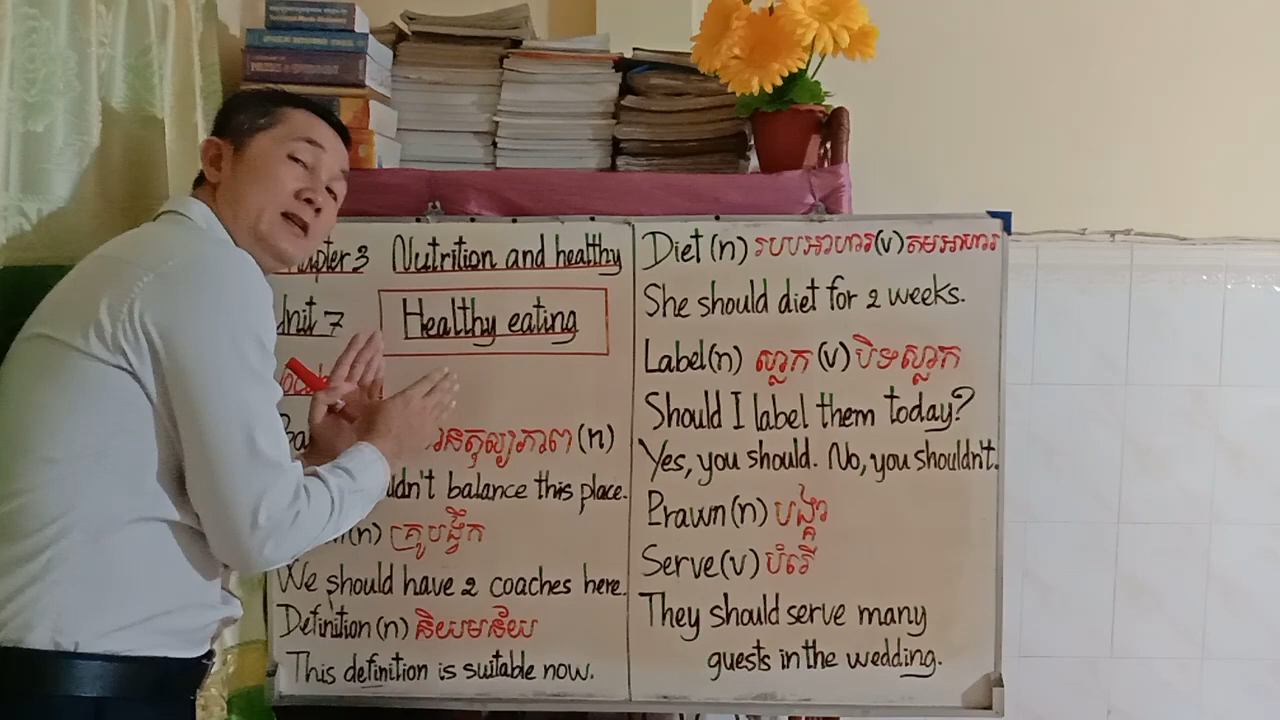 Chapter 3 Nutrition and healthy
Unit 7 Healthy eating
(n)
balance this place.
(n) គ្រូបង្វឹក
We should have 2 coaches here.
Definition (n) និយមន័យ
This definition is suitable now.
Diet (n) របបអាហារ (v) តមអាហារ
She should diet for 2 weeks.
Label (n) ស្លាក (v) បិទស្លាក
Should I label them today?
Yes, you should. No, you shouldn't.
Prawn (n) បង្គា
Serve (v) បំរើ
They should serve many
guests in the wedding.